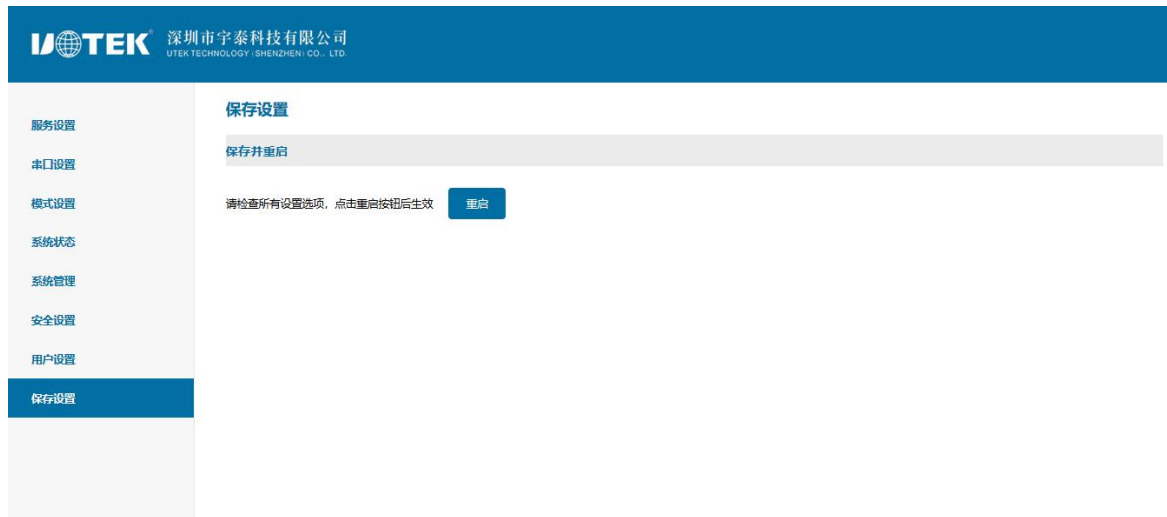 UOTEK® 深圳市宇泰科技有限公司
UTEK TECHNOLOGY (SHENZHEN) CO., LTD.
服务设置
串口设置
模式设置
系统状态
系统管理
安全设置
用户设置
保存设置
保存设置
保存并重启
请检查所有设置选项，点击重启按钮后生效 重启